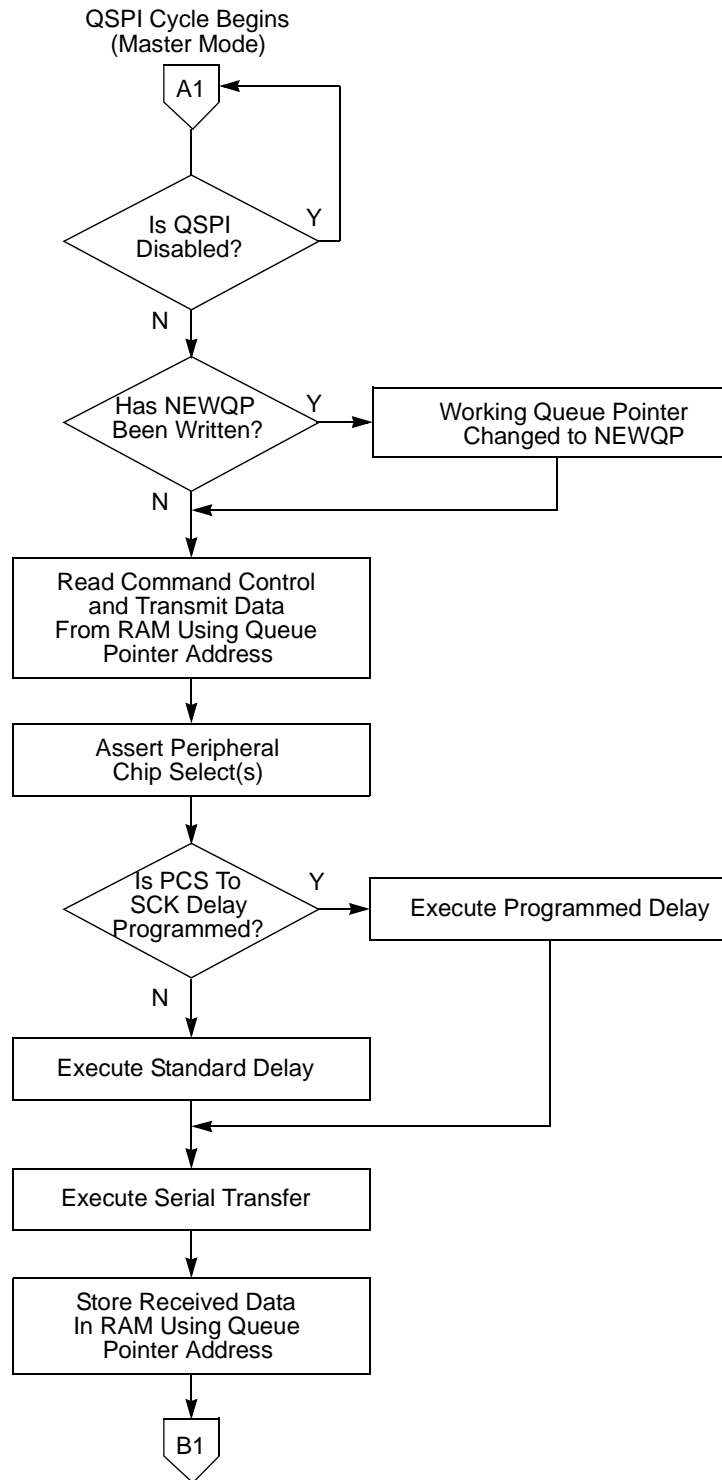 QSPI Cycle Begins
(Master Mode)
A1
Is QSPI
Disabled?
Y
N
Has NEWQP
Been Written?
Y
Working Queue Pointer
Changed to NEWQP
N
Read Command Control
and Transmit Data
From RAM Using Queue
Pointer Address
Assert Peripheral
Chip Select(s)
Is PCS To
SCK Delay
Programmed?
Y
Execute Programmed Delay
N
Execute Standard Delay
Execute Serial Transfer
Store Received Data
In RAM Using Queue
Pointer Address
B1